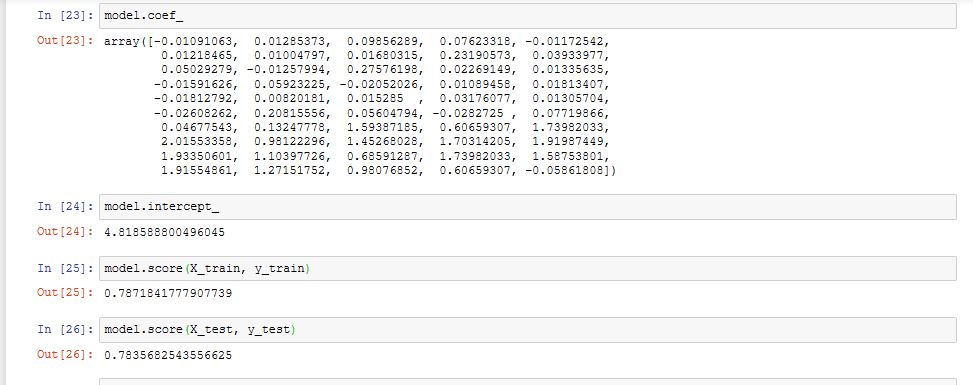 In [23]: model.coef_
Out[23]: array([-0.01091063, 0.01285373, 0.09856289, 0.07623318, -0.01172542,
0.01218465, 0.01004797, 0.01680315, 0.23190573, 0.03933977,
0.05029279, -0.01257994, 0.27576198, 0.02269149, 0.01335635,
-0.01591626, 0.05923225, -0.02052026, 0.01089458, 0.01813407,
-0.01812792, 0.00820181, 0.015285 , 0.03176077, 0.01305704,
-0.02608262, 0.20815556, 0.05604794, -0.0282725 , 0.07719866,
0.04677543, 0.13247778, 1.59387185, 0.60659307, 1.73982033,
2.01553358, 0.98122296, 1.45268028, 1.70314205, 1.91987449,
1.93350601, 1.10397726, 0.68591287, 1.73982033, 1.58753801,
1.91554861, 1.27151752, 0.98076852, 0.60659307, -0.05861808])
In [24]: model.intercept_
Out[24]: 4.818588800496045
In [25]: model.score(X_train, y_train)
Out[25]: 0.7871841777907739
In [26]: model.score(X_test, y_test)
Out[26]: 0.7835682543556625